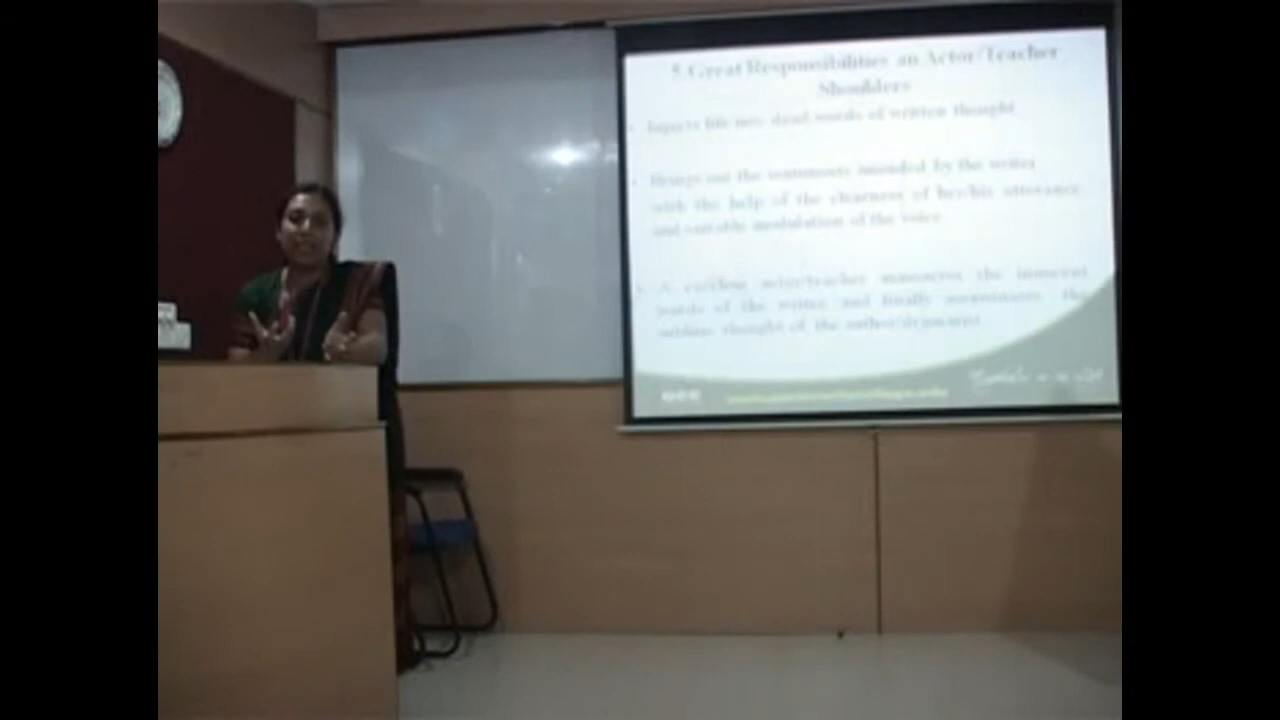 5.Great Responsibilities an Actor/Teacher
Shoulders
• Injects life into dead words of written thought
• Brings out the sentiments intended by the writer
with the help of the clearness of her/his utterance
and suitable modulation of the voice
• A careless actor/teacher massacres the innocent
words of the writer and finally assassinates the
sublime thought of the author/dramatist